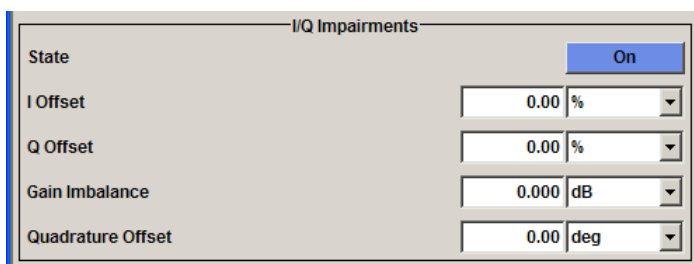 I/Q Impairments
State On
I Offset 0.00 %
Q Offset 0.00 %
Gain Imbalance 0.000 dB
Quadrature Offset 0.00 deg